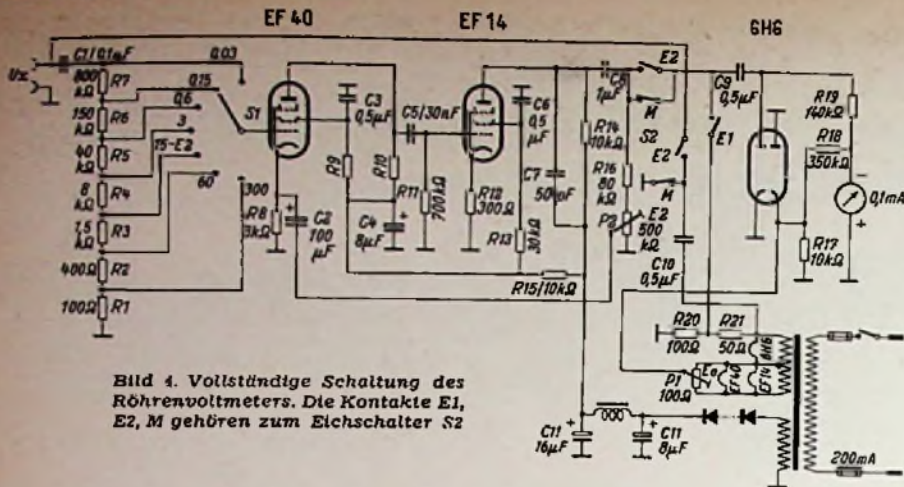 EF 40
EF 14
6H6
Ux
C1/0,1µF
0,03
0,15
0,6
3
15-E2
60
300
S1
800 kΩ R7
150 kΩ R6
40 kΩ R5
8 kΩ R4
1,5 kΩ R3
400Ω R2
100Ω R1
R8 3kΩ
C2 100 µF
C3 0,5µF
R9
R10
C4 8µF
C5/30nF
R11 700kΩ
R12 300Ω
C6 0,5 µF
C7
R13 30kΩ
R14 10kΩ
R15/10kΩ
1µF
E2
M
S2
E2
M
R16 80 kΩ
E2
500 kΩ
C9 0,5µF
E1
C10 0,5µF
R19 140kΩ
R18 350kΩ
0,1mA
R17 10kΩ
R20 100Ω
R21 50Ω
6H6
P1 100Ω
EF40
EF14
C11 16µF
C11 8µF
200mA
Bild 4. Vollständige Schaltung des
Röhrenvoltmeters. Die Kontakte E1,
E2, M gehören zum Eichschalter S2